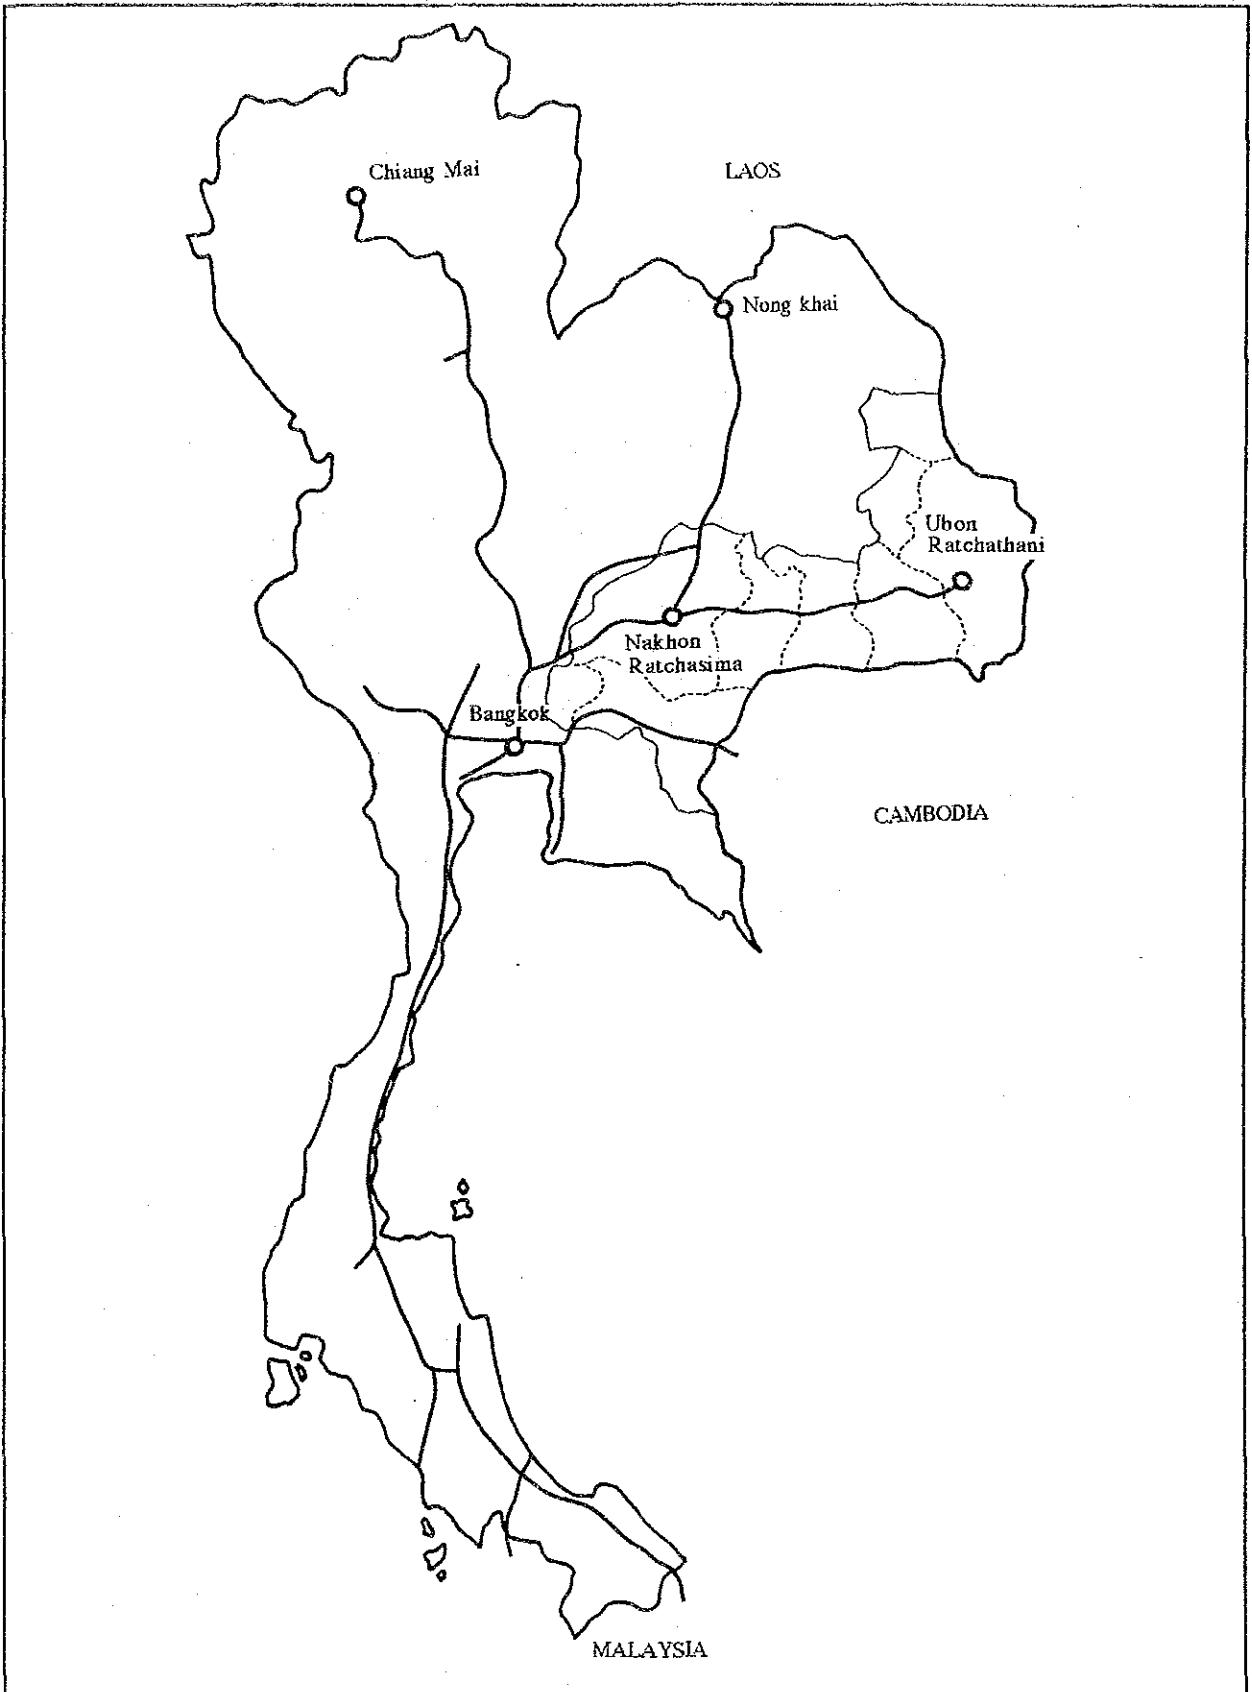 Chiang Mai
LAOS
Nong khai
Ubon
Ratchathani
Nakhon
Ratchasima
Bangkok
CAMBODIA
MALAYSIA